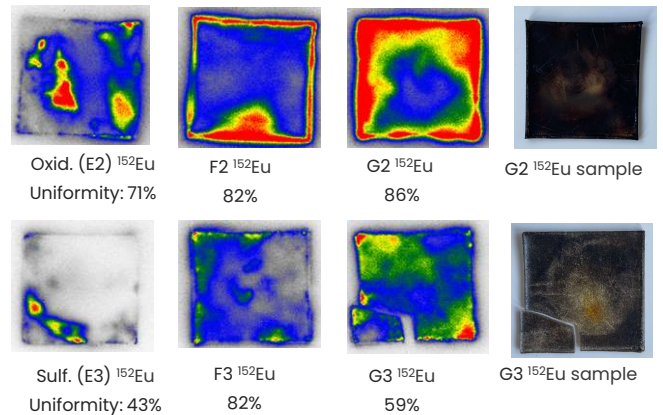 Oxid. (E2) ¹⁵²Eu
Uniformity: 71%
F2 ¹⁵²Eu
82%
G2 ¹⁵²Eu
86%
G2 ¹⁵²Eu sample
Sulf. (E3) ¹⁵²Eu
Uniformity: 43%
F3 ¹⁵²Eu
82%
G3 ¹⁵²Eu
59%
G3 ¹⁵²Eu sample